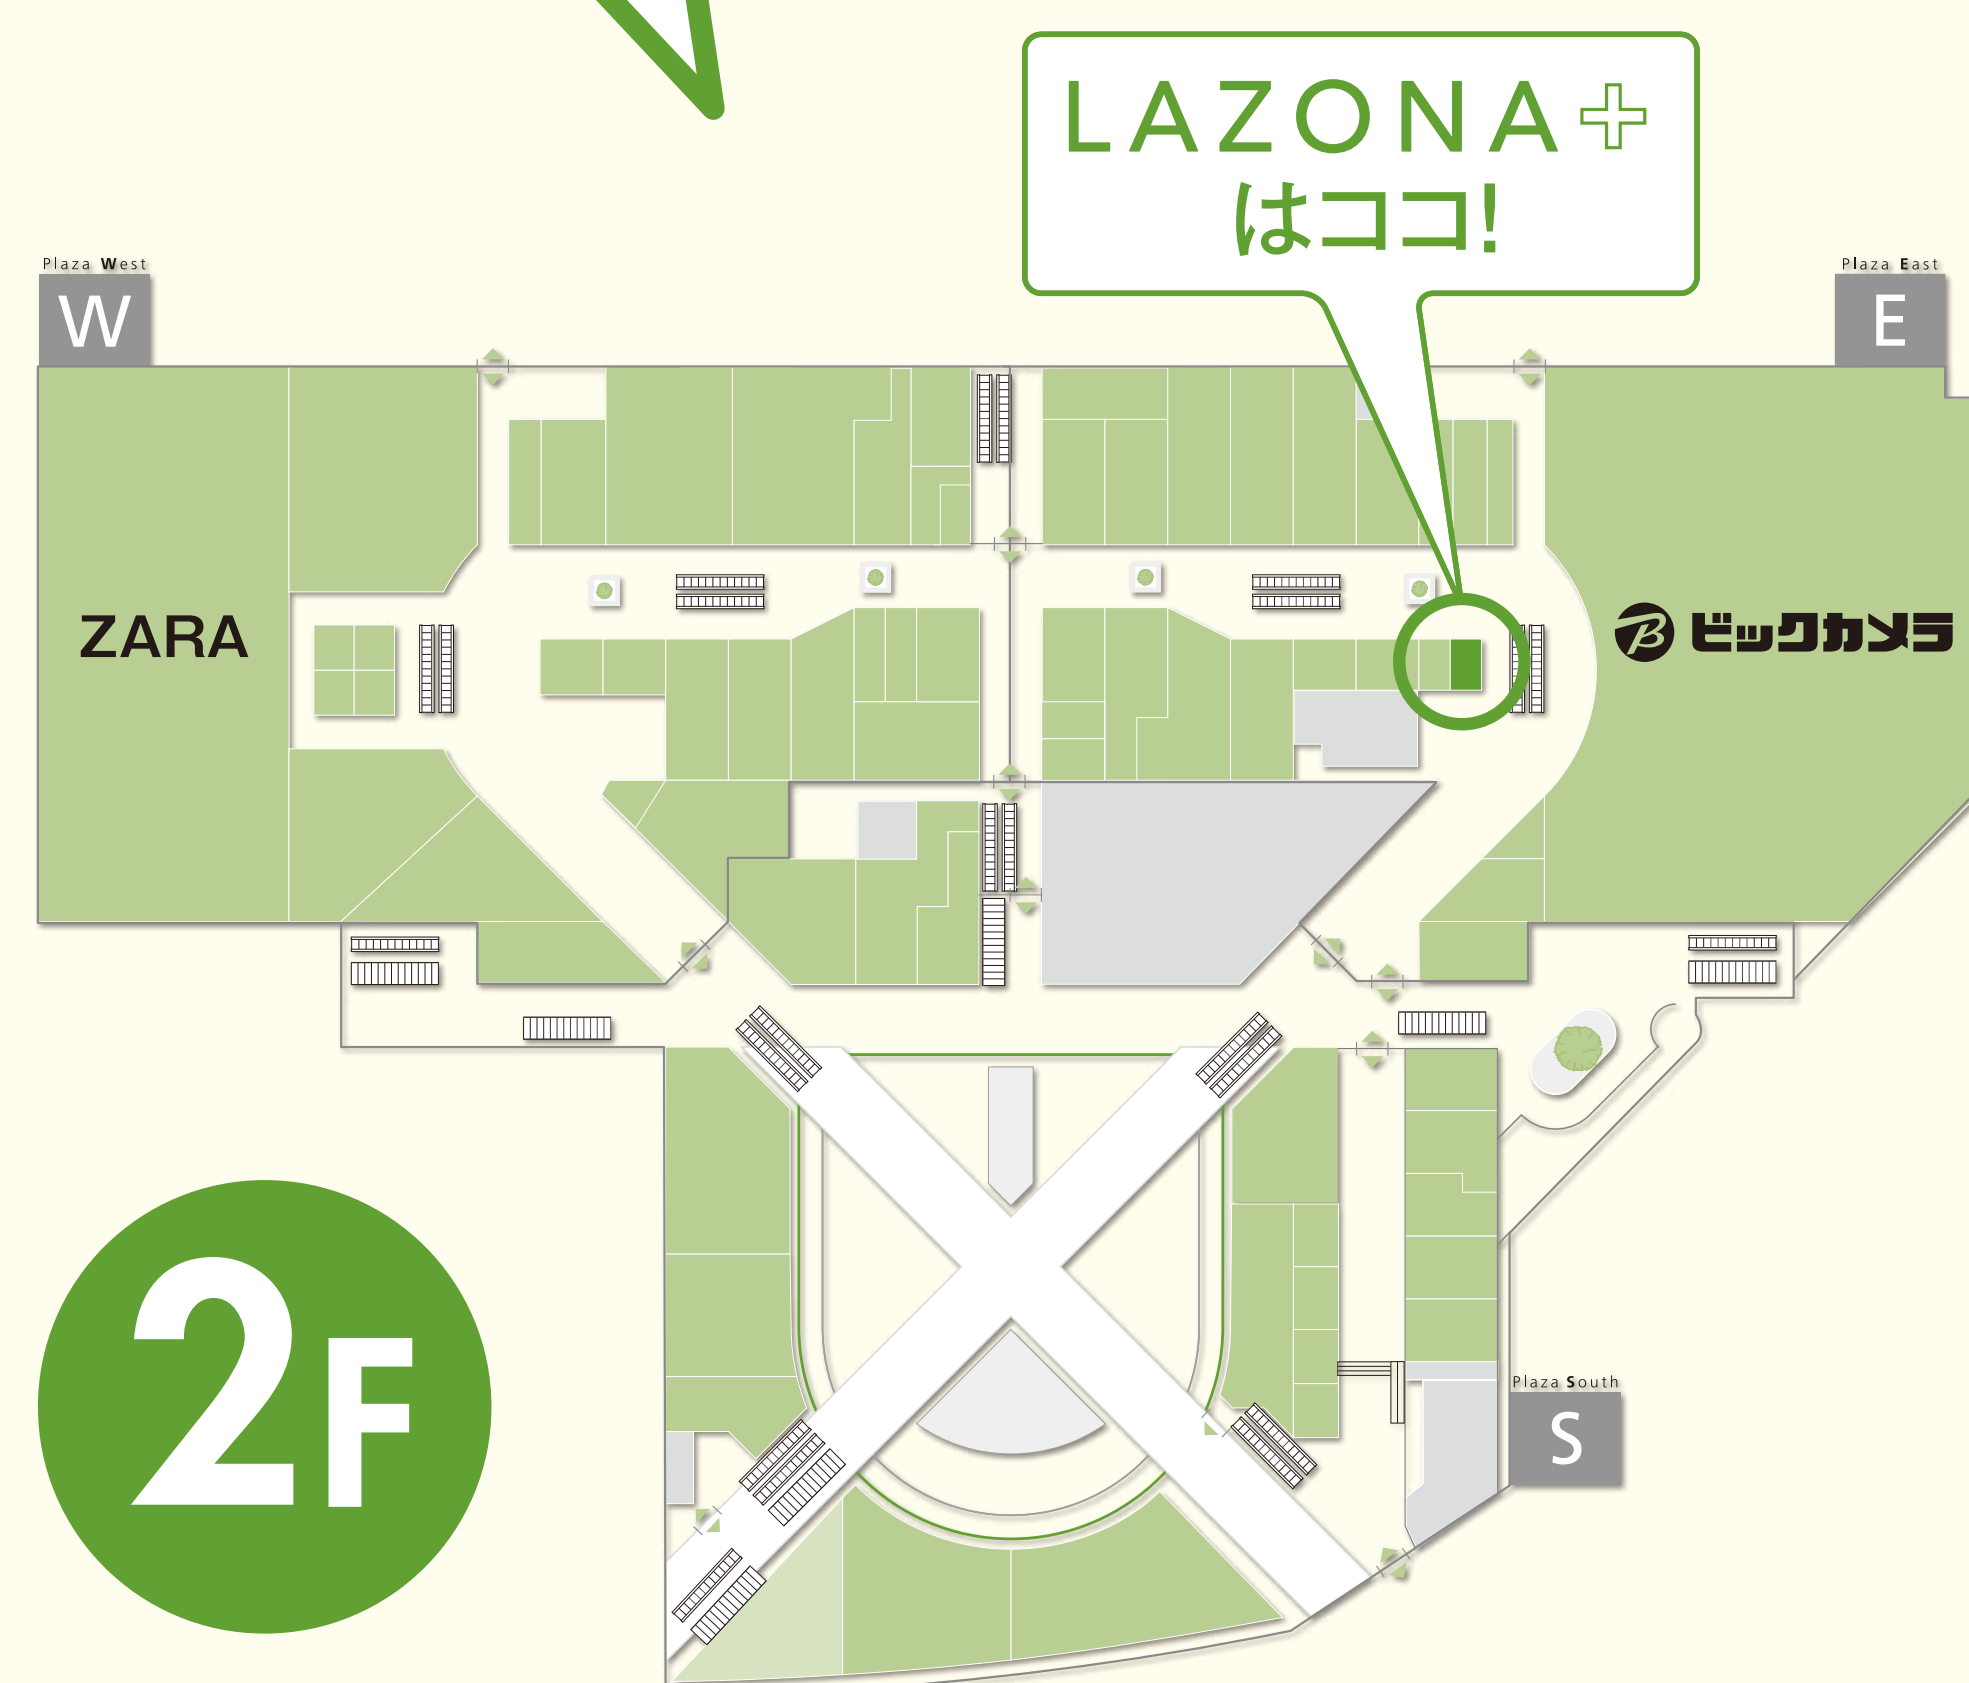 LAZONA+
はココ!
Plaza West
W
Plaza East
E
ZARA
B ビックカメラ
2F
Plaza South
S